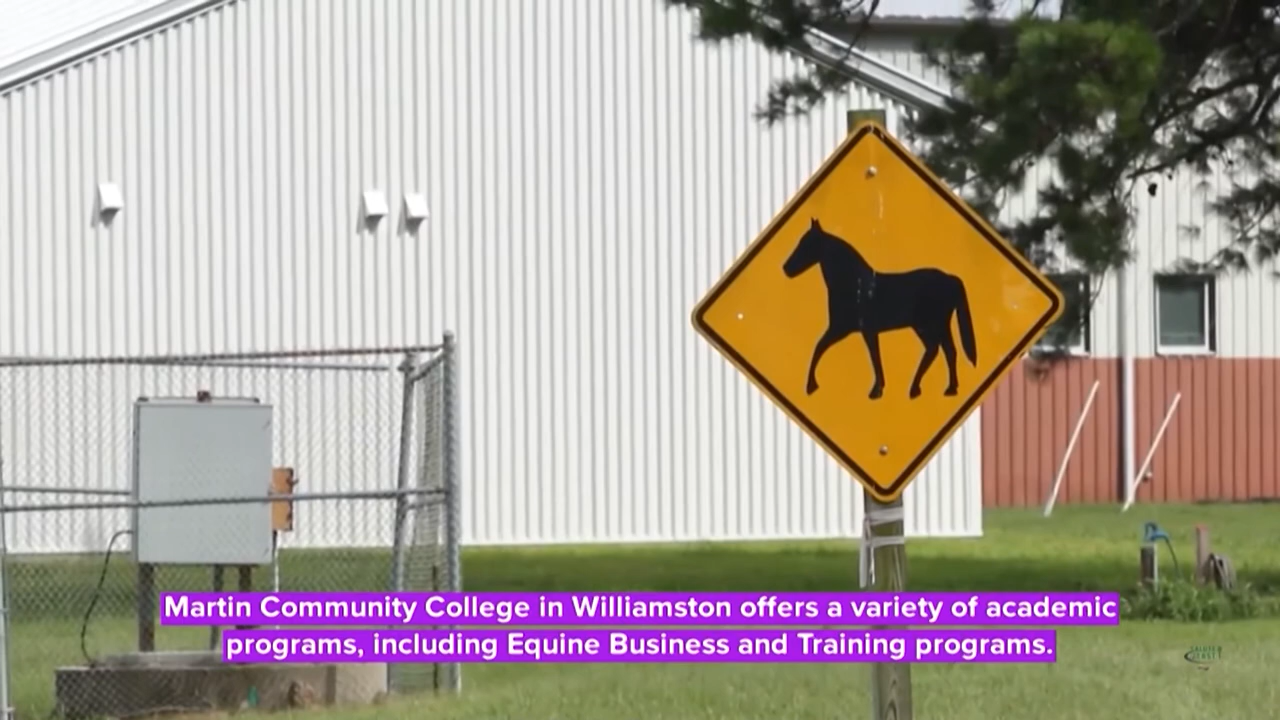 Martin Community College in Williamston offers a variety of academic
programs, including Equine Business and Training programs.